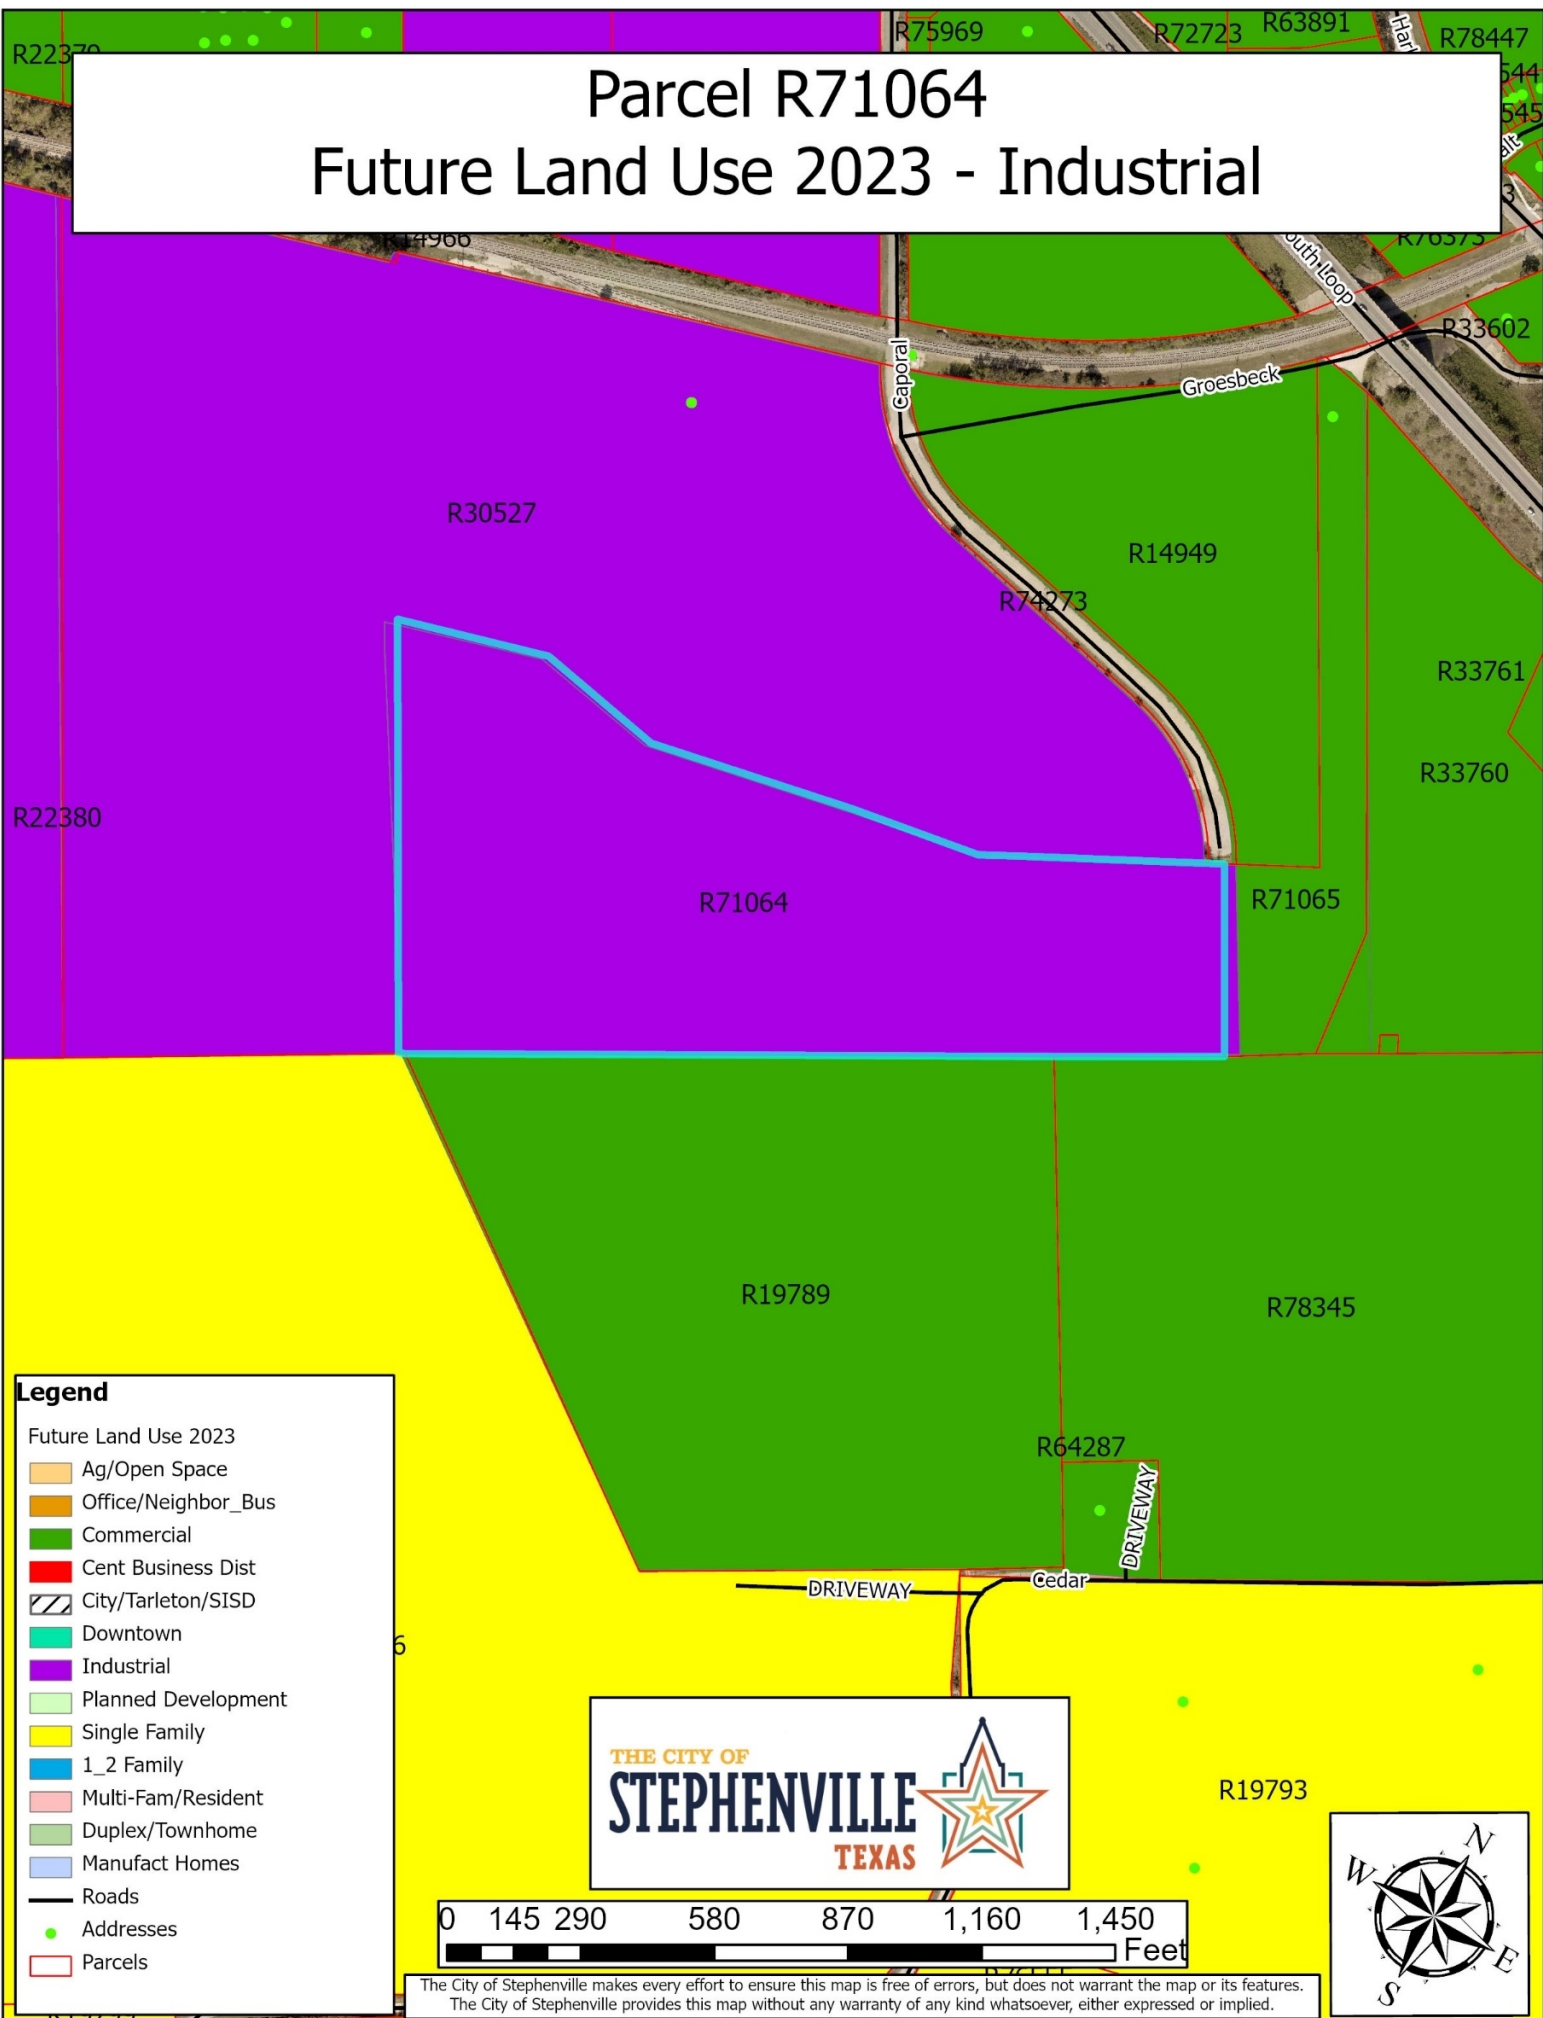 R75969
R72723
R63891
R78447
Parcel R71064
Future Land Use 2023 - Industrial
R14966
R76373
R33602
Caporal
Groesbeck
R30527
R14949
R74273
R33761
R33760
R22380
R71064
R71065
R19789
R78345
R64287
DRIVEWAY
DRIVEWAY
Cedar
R19793
Legend
Future Land Use 2023
Ag/Open Space
Office/Neighbor_Bus
Commercial
Cent Business Dist
City/Tarleton/SISD
Downtown
Industrial
Planned Development
Single Family
1_2 Family
Multi-Fam/Resident
Duplex/Townhome
Manufact Homes
Roads
Addresses
Parcels
THE CITY OF
STEPHENVILLE
TEXAS
N
W
E
S
0 145 290 580 870 1,160 1,450
Feet
The City of Stephenville makes every effort to ensure this map is free of errors, but does not warrant the map or its features.
The City of Stephenville provides this map without any warranty of any kind whatsoever, either expressed or implied.